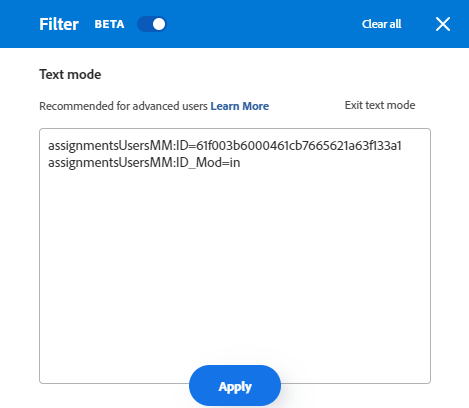 Filter BETA Clear all
Text mode
Recommended for advanced users Learn More Exit text mode
assignmentsUsersMM:ID=61f003b6000461cb7665621a63f133a1
assignmentsUsersMM:ID_Mod=in
Apply